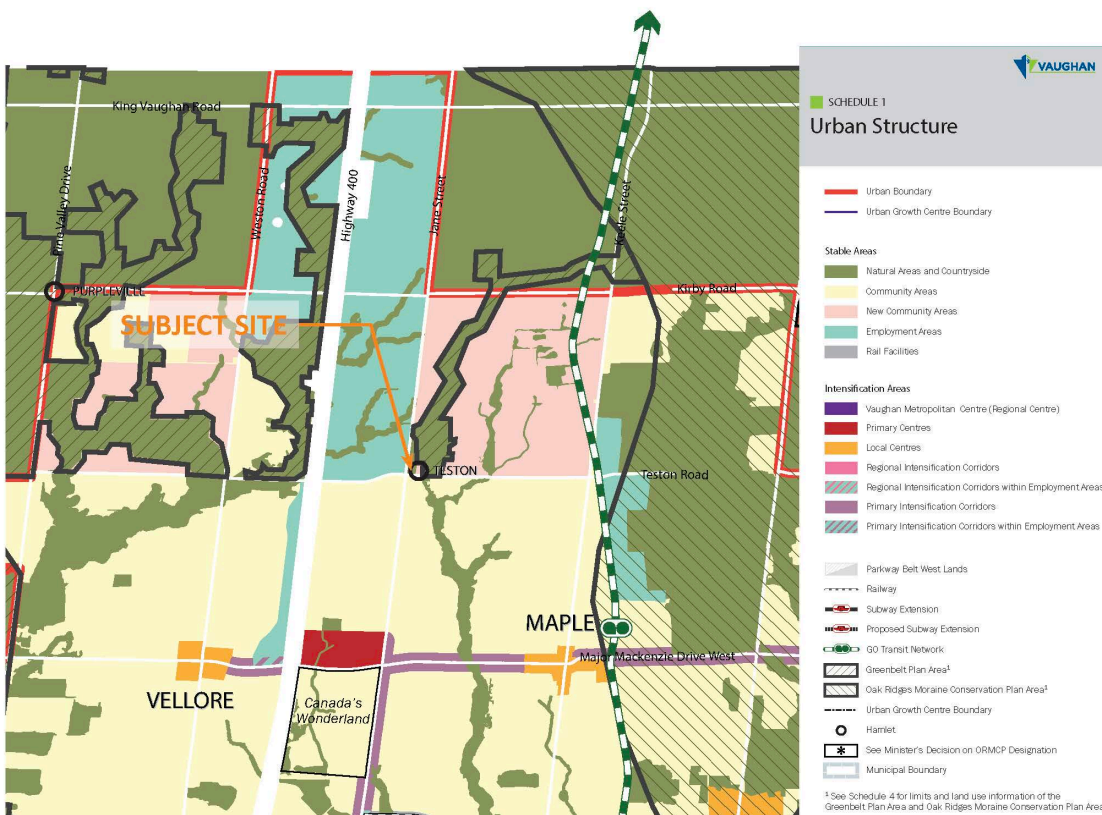 King Vaughan Road
Pine Valley Drive
Weston Road
Highway 400
Jane Street
Keele Street
PURPLEVILLE
Kirby Road
SUBJECT SITE
TESTON
Teston Road
MAPLE
Major Mackenzie Drive West
VELLORE
Canada's
Wonderland
VAUGHAN
SCHEDULE 1
Urban Structure
Urban Boundary
Urban Growth Centre Boundary
Stable Areas
Natural Areas and Countryside
Community Areas
New Community Areas
Employment Areas
Rail Facilities
Intensification Areas
Vaughan Metropolitan Centre (Regional Centre)
Primary Centres
Local Centres
Regional Intensification Corridors
Regional Intensification Corridors within Employment Areas
Primary Intensification Corridors
Primary Intensification Corridors within Employment Areas
Parkway Belt West Lands
Railway
Subway Extension
Proposed Subway Extension
GO Transit Network
Greenbelt Plan Area¹
Oak Ridges Moraine Conservation Plan Area¹
Urban Growth Centre Boundary
Hamlet
* See Minister's Decision on ORMCP Designation
Municipal Boundary
¹ See Schedule 4 for limits and land use information of the
Greenbelt Plan Area and Oak Ridges Moraine Conservation Plan Area